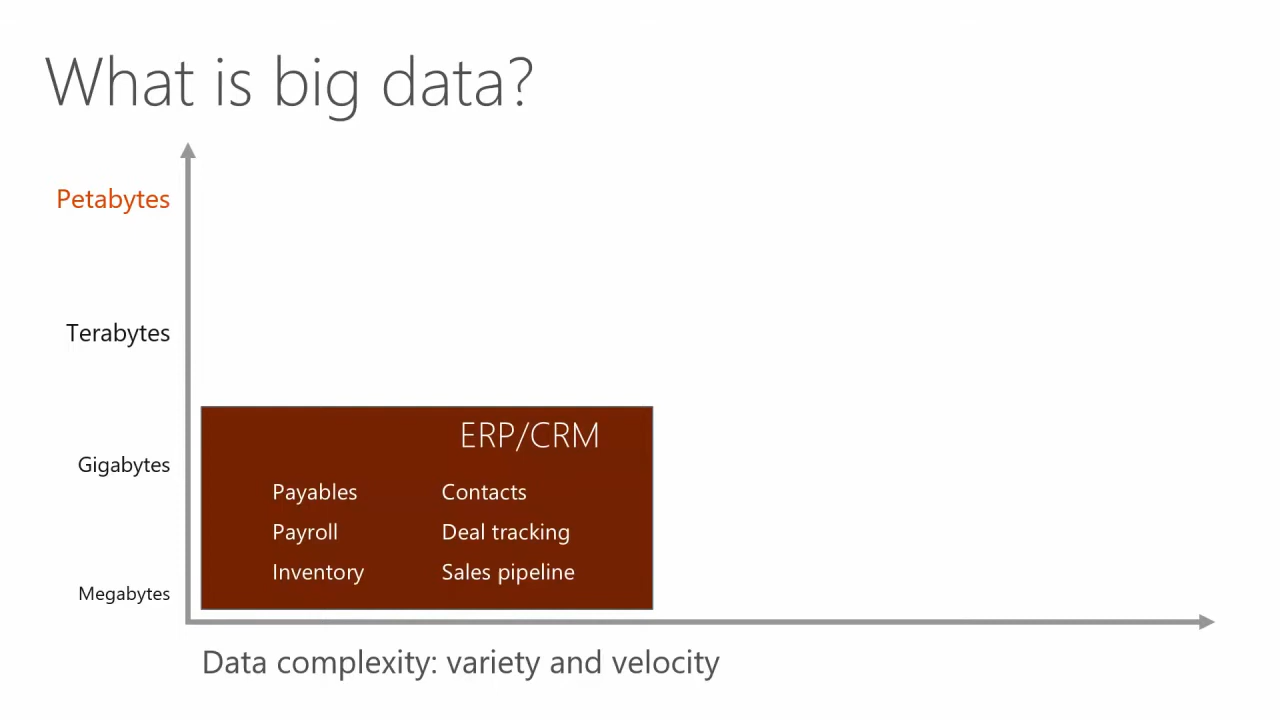 What is big data?
Petabytes
Terabytes
Gigabytes
Megabytes
ERP/CRM
Payables
Contacts
Payroll
Deal tracking
Inventory
Sales pipeline
Data complexity: variety and velocity